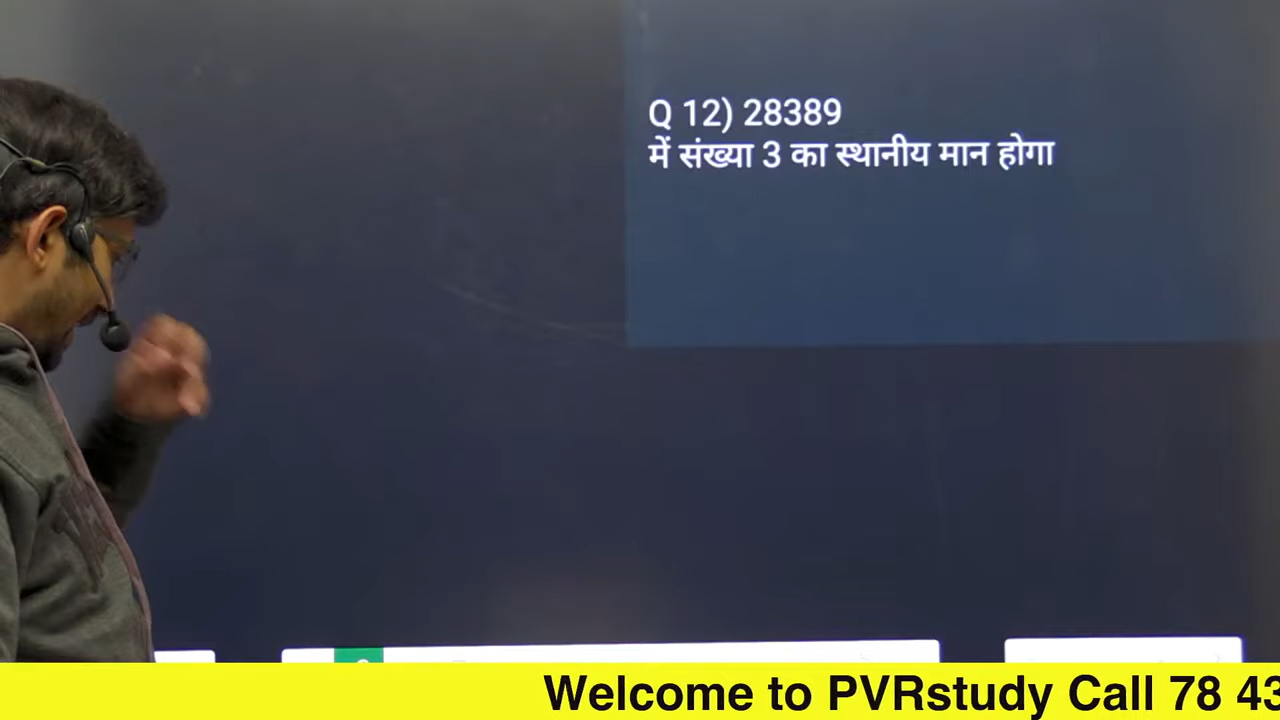 Q 12) 28389
में संख्या 3 का स्थानीय मान होगा
Welcome to PVRstudy Call 78 43